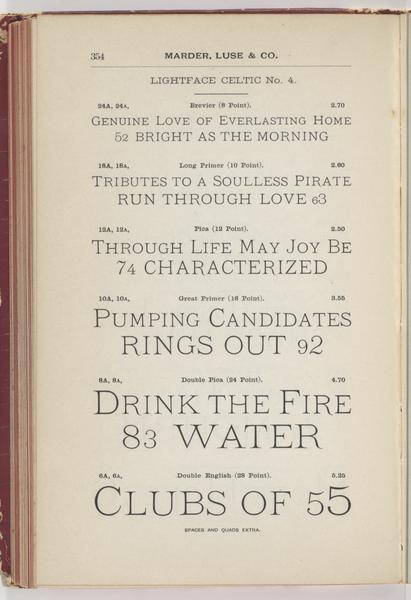 354 MARDER, LUSE & CO.
LIGHTFACE CELTIC No. 4.
24A, 24A, Brevier (8 Point). 2.70
GENUINE LOVE OF EVERLASTING HOME
52 BRIGHT AS THE MORNING
18A, 18A, Long Primer (10 Point). 2.60
TRIBUTES TO A SOULLESS PIRATE
RUN THROUGH LOVE 63
12A, 12A, Pica (12 Point). 2.50
THROUGH LIFE MAY JOY BE
74 CHARACTERIZED
10A, 10A, Great Primer (18 Point). 3.55
PUMPING CANDIDATES
RINGS OUT 92
8A, 8A, Double Pica (24 Point). 4.70
DRINK THE FIRE
83 WATER
6A, 6A, Double English (28 Point). 5.25
CLUBS OF 55
SPACES AND QUADS EXTRA.